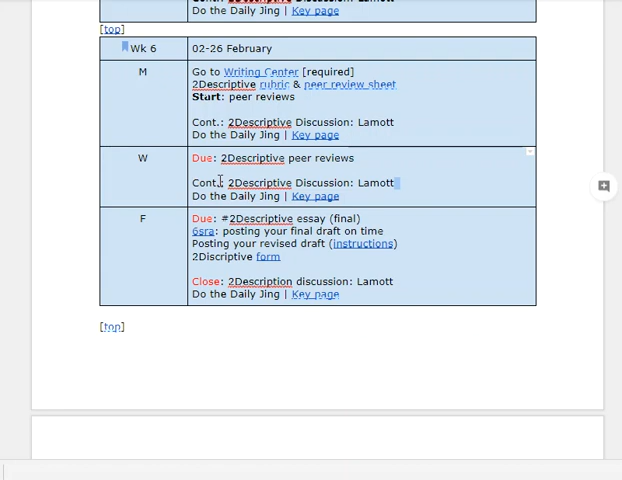 Do the Daily Jing | Key page
[top]
Wk 6
02-26 February
M
Go to Writing Center [required]
2Descriptive rubric & peer review sheet
Start: peer reviews
Cont.: 2Descriptive Discussion: Lamott
Do the Daily Jing | Key page
W
Due: 2Descriptive peer reviews
Cont.: 2Descriptive Discussion: Lamott
Do the Daily Jing | Key page
F
Due: #2Descriptive essay (final)
6sra: posting your final draft on time
Posting your revised draft (instructions)
2Discriptive form
Close: 2Description discussion: Lamott
Do the Daily Jing | Key page
[top]